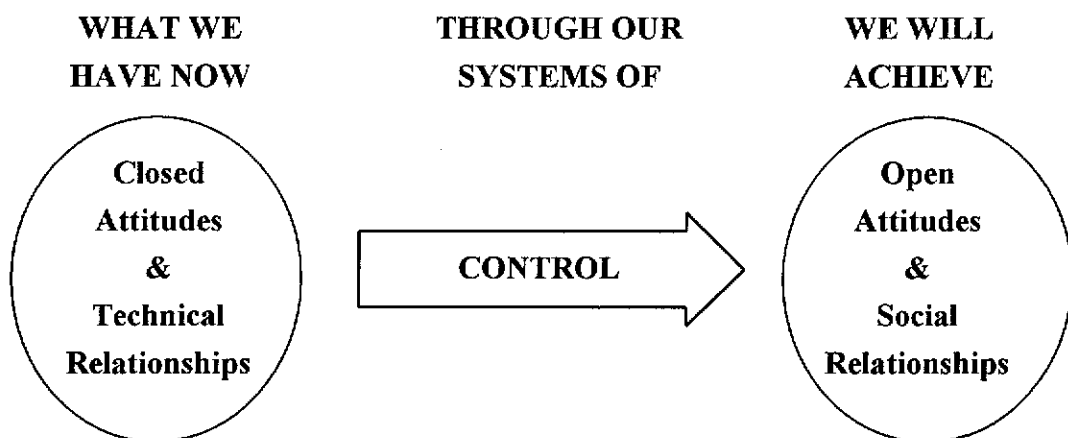 WHAT WE
HAVE NOW
THROUGH OUR
SYSTEMS OF
WE WILL
ACHIEVE
Closed
Attitudes
&
Technical
Relationships
CONTROL
Open
Attitudes
&
Social
Relationships